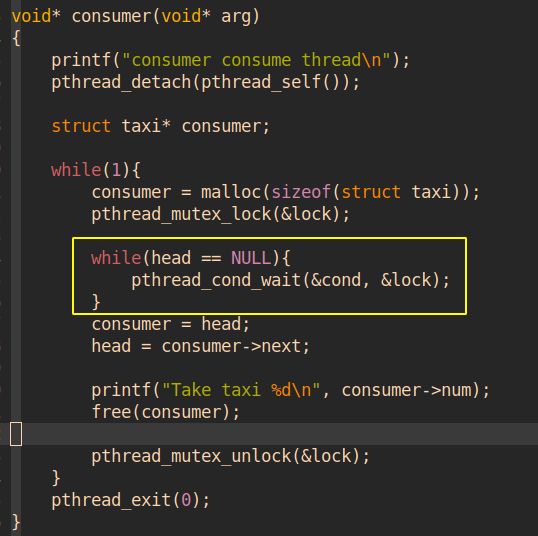 void* consumer(void* arg)
{
    printf("consumer consume thread\n");
    pthread_detach(pthread_self());
    struct taxi* consumer;
    while(1){
        consumer = malloc(sizeof(struct taxi));
        pthread_mutex_lock(&lock);
        while(head == NULL){
            pthread_cond_wait(&cond, &lock);
        }
        consumer = head;
        head = consumer->next;
        printf("Take taxi %d\n", consumer->num);
        free(consumer);
        pthread_mutex_unlock(&lock);
    }
    pthread_exit(0);
}